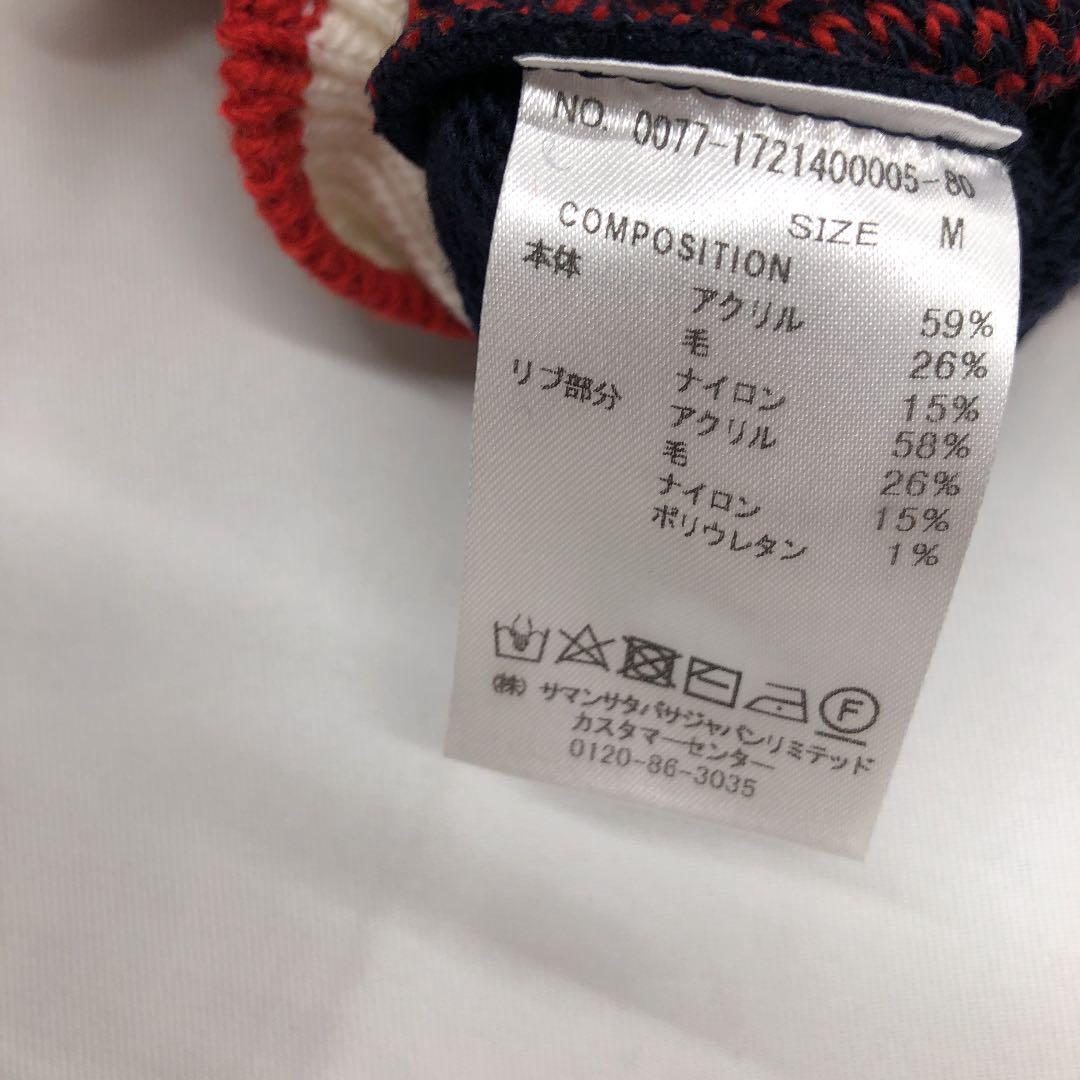 NO. 0077-1721400005-80
SIZE M
COMPOSITION
本体 アクリル 59%
毛 26%
ナイロン 15%
リブ部分 アクリル 58%
毛 26%
ナイロン 15%
ポリウレタン 1%
F
(株) サマンサタバサジャパンリミテッド
カスタマーセンター
0120-86-3035